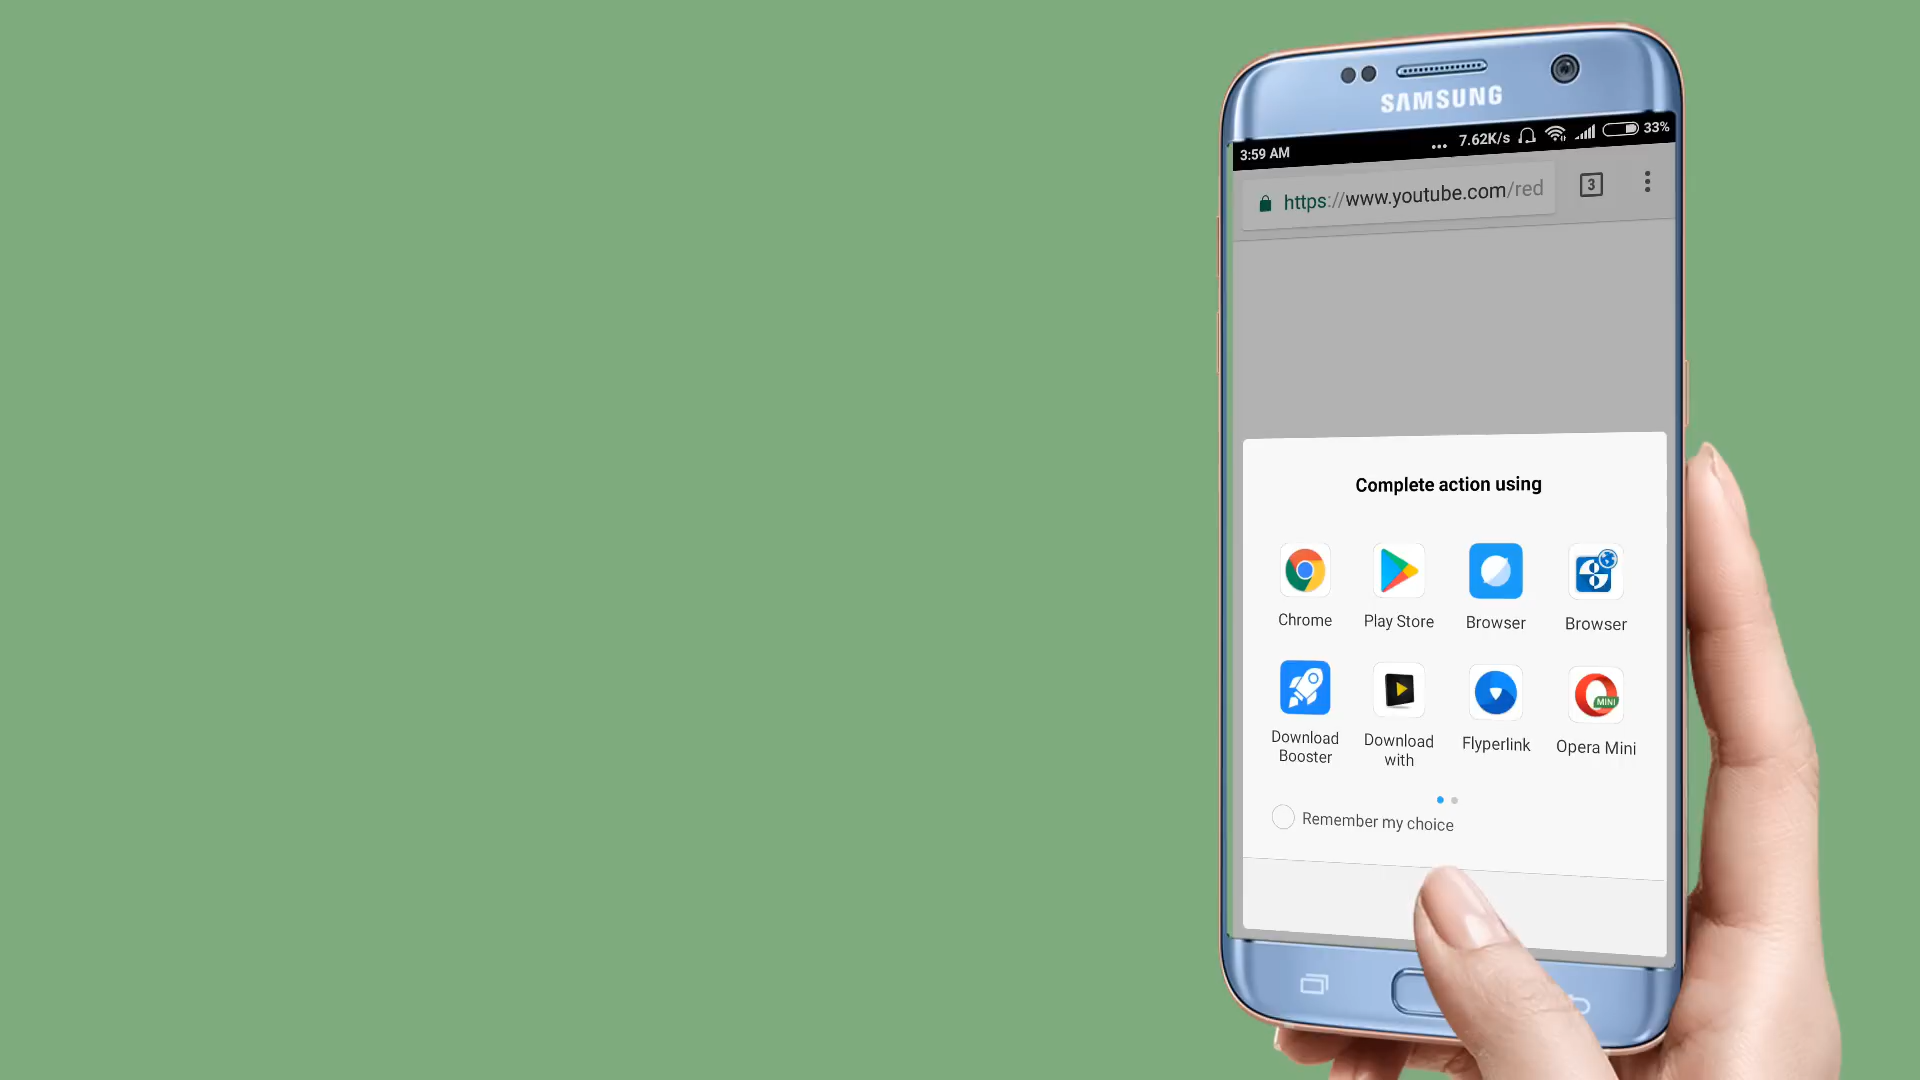 SAMSUNG
3:59 AM ... 7.62K/s 33%
https://www.youtube.com/red 3
Complete action using
Chrome Play Store Browser Browser
Download Booster Download with Flyperlink Opera Mini
MINI
Remember my choice